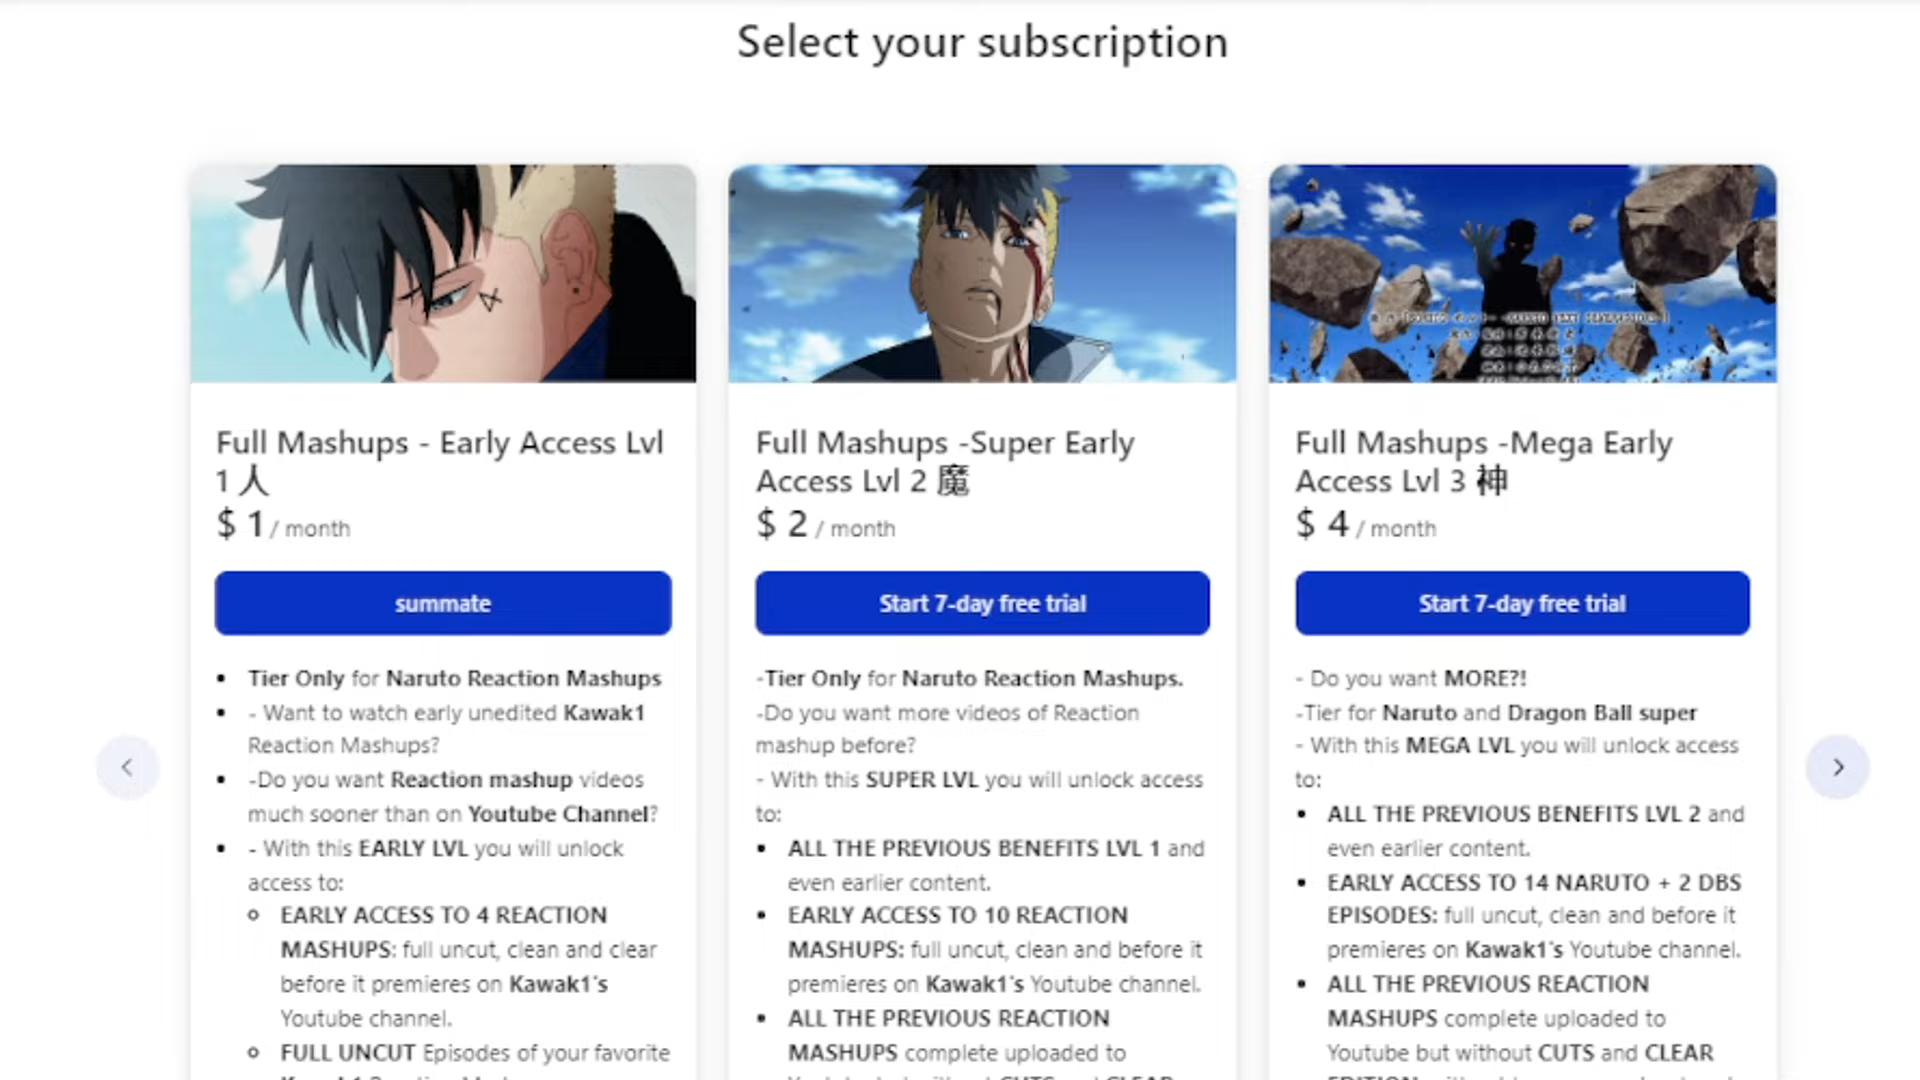 Select your subscription
Full Mashups - Early Access Lvl
1 人
$ 1 / month
summate
• Tier Only for Naruto Reaction Mashups
• - Want to watch early unedited Kawak1
Reaction Mashups?
• -Do you want Reaction mashup videos
much sooner than on Youtube Channel?
• - With this EARLY LVL you will unlock
access to:
EARLY ACCESS TO 4 REACTION
MASHUPS: full uncut, clean and clear
before it premieres on Kawak1's
Youtube channel.
FULL UNCUT Episodes of your favorite
Full Mashups -Super Early
Access Lvl 2 魔
$ 2 / month
Start 7-day free trial
-Tier Only for Naruto Reaction Mashups.
-Do you want more videos of Reaction
mashup before?
- With this SUPER LVL you will unlock access
to:
• ALL THE PREVIOUS BENEFITS LVL 1 and
even earlier content.
• EARLY ACCESS TO 10 REACTION
MASHUPS: full uncut, clean and before it
premieres on Kawak1's Youtube channel.
• ALL THE PREVIOUS REACTION
MASHUPS complete uploaded to
Full Mashups -Mega Early
Access Lvl 3 神
$ 4 / month
Start 7-day free trial
- Do you want MORE?!
-Tier for Naruto and Dragon Ball super
- With this MEGA LVL you will unlock access
to:
• ALL THE PREVIOUS BENEFITS LVL 2 and
even earlier content.
• EARLY ACCESS TO 14 NARUTO + 2 DBS
EPISODES: full uncut, clean and before it
premieres on Kawak1's Youtube channel.
• ALL THE PREVIOUS REACTION
MASHUPS complete uploaded to
Youtube but without CUTS and CLEAR